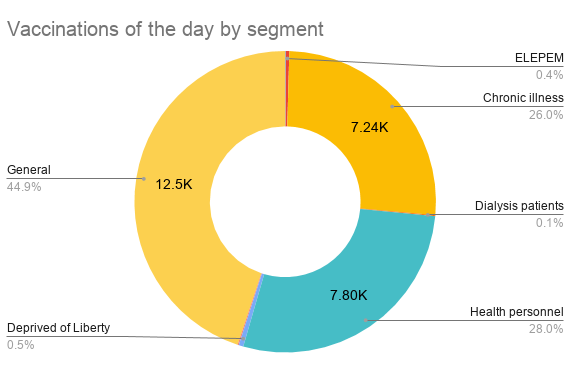 Vaccinations of the day by segment
ELEPEM
0.4%
Chronic illness
26.0%
7.24K
General
44.9%
12.5K
Dialysis patients
0.1%
7.80K
Health personnel
28.0%
Deprived of Liberty
0.5%